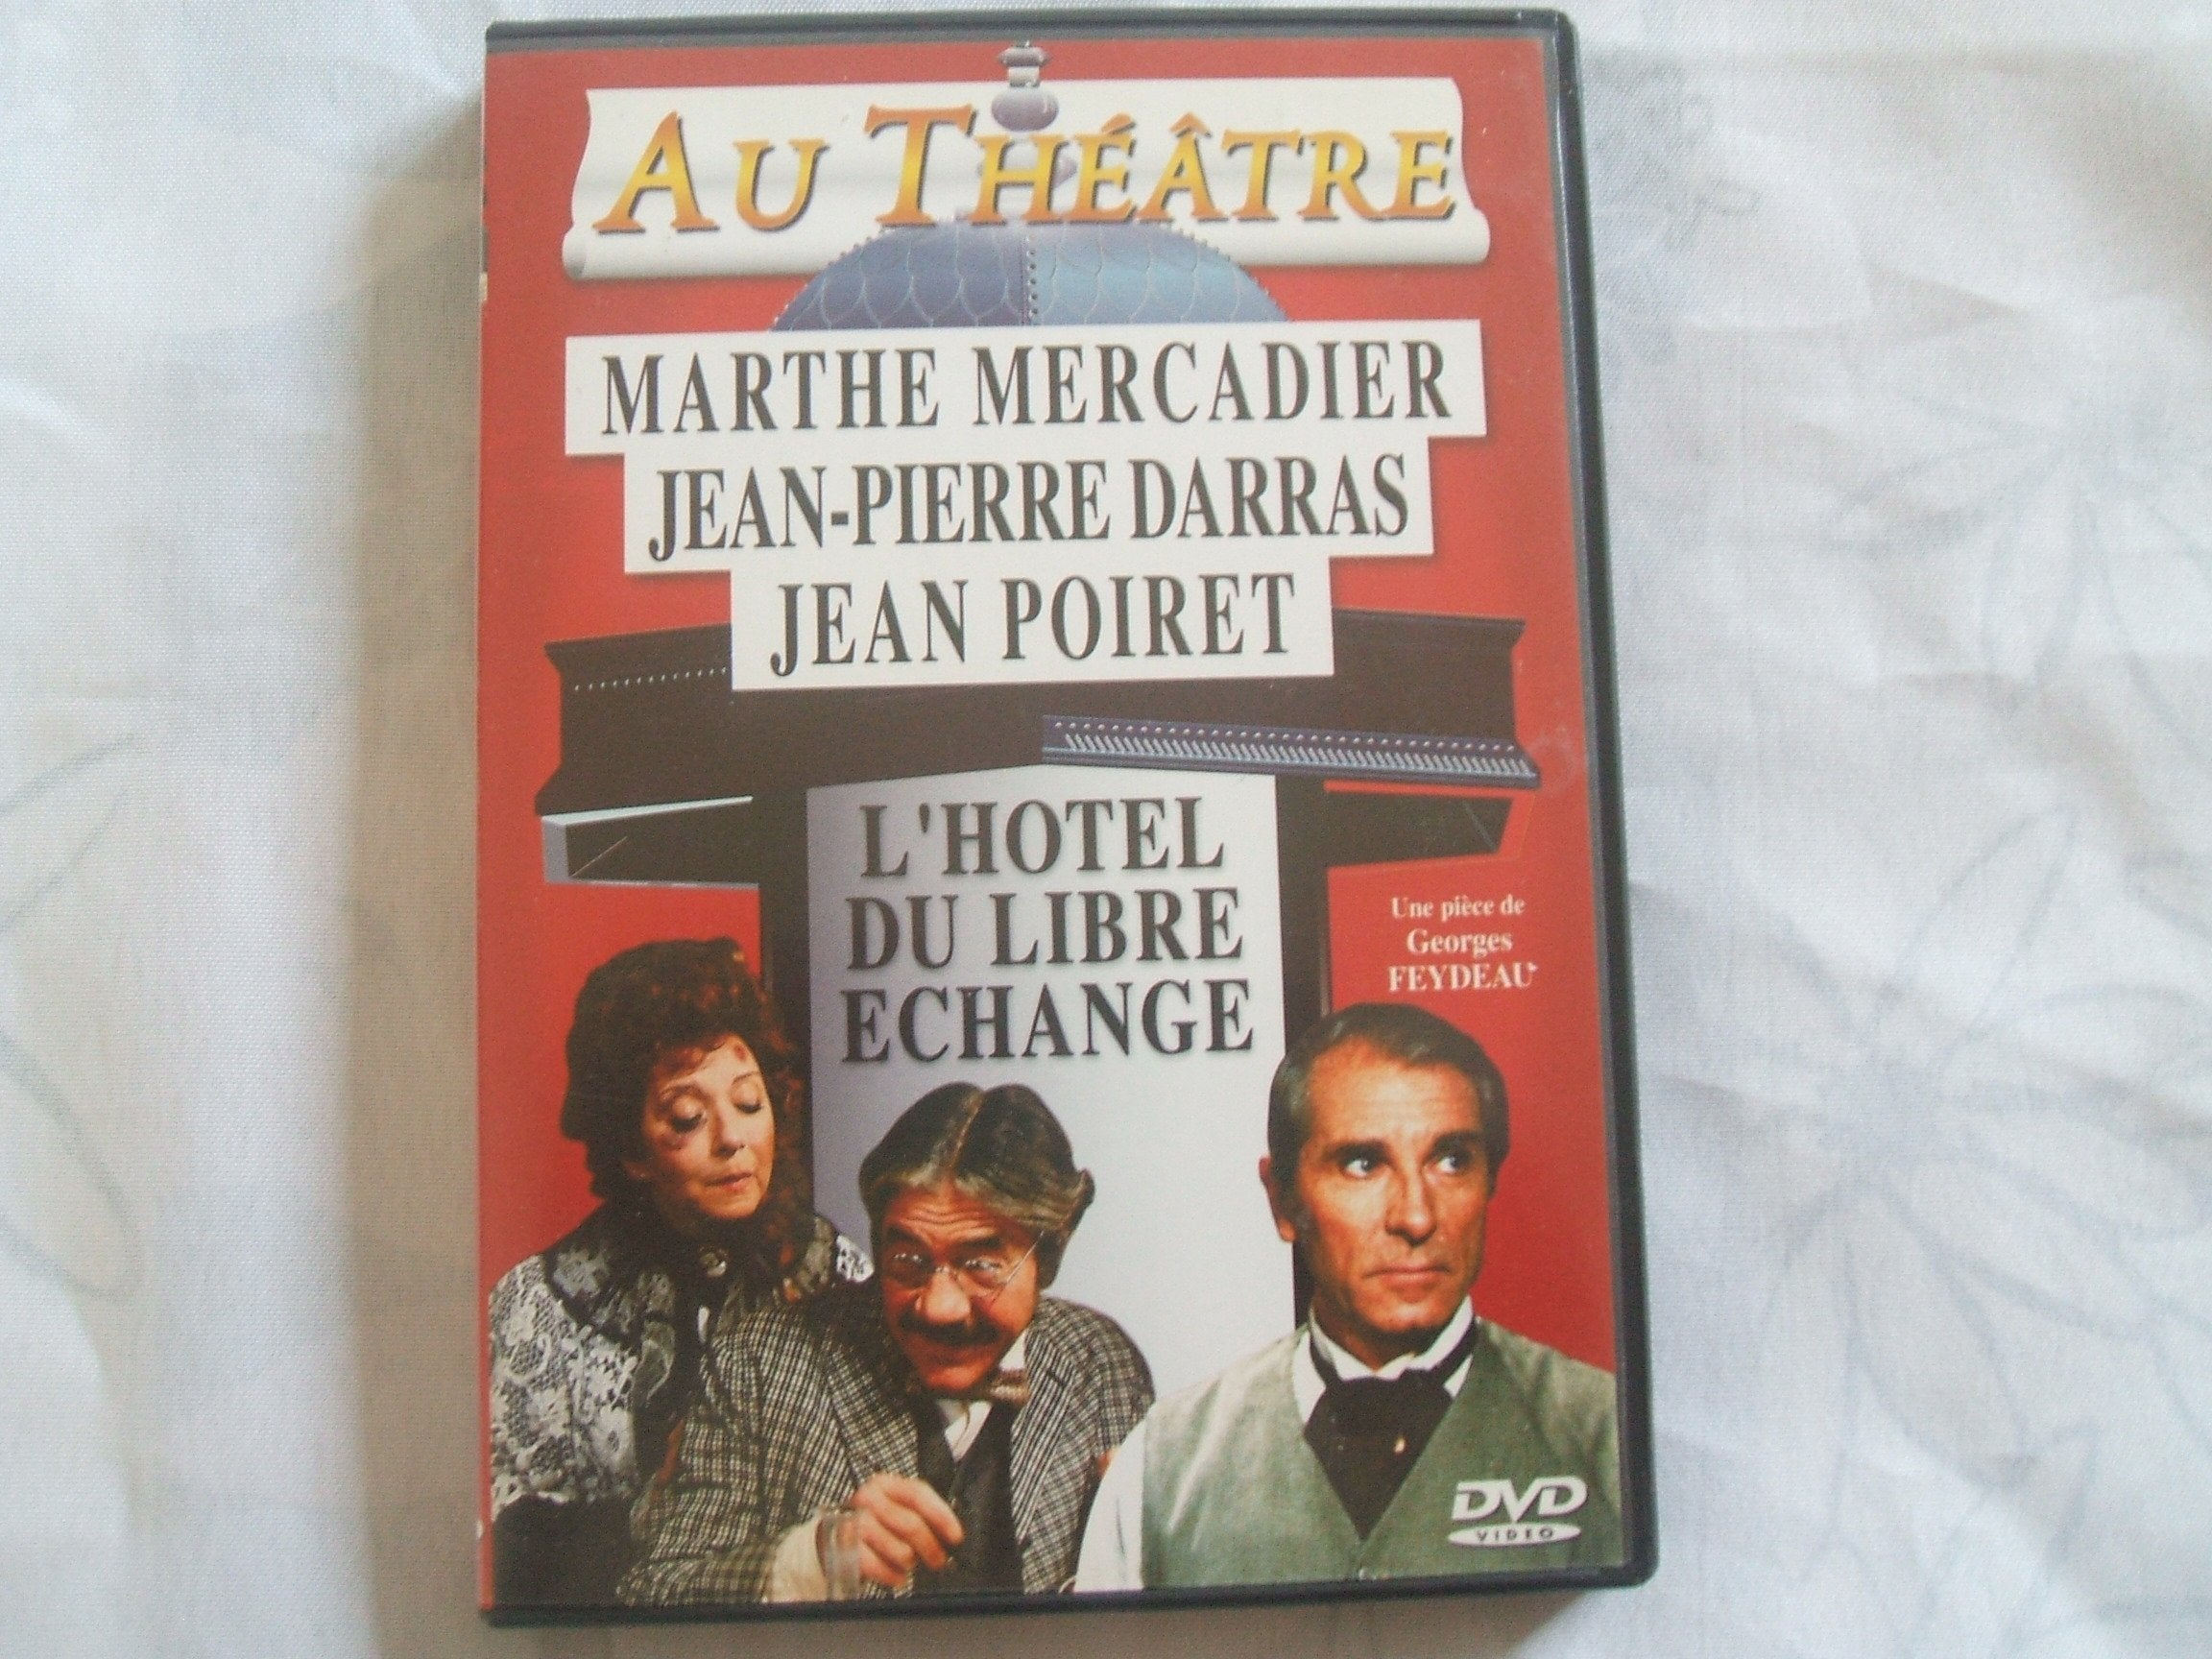 AU THÉÂTRE
MARTHE MERCADIER
JEAN-PIERRE DARRAS
JEAN POIRET
L'HOTEL
DU LIBRE
ECHANGE
Une pièce de
Georges
FEYDEAU
DVD
VIDEO